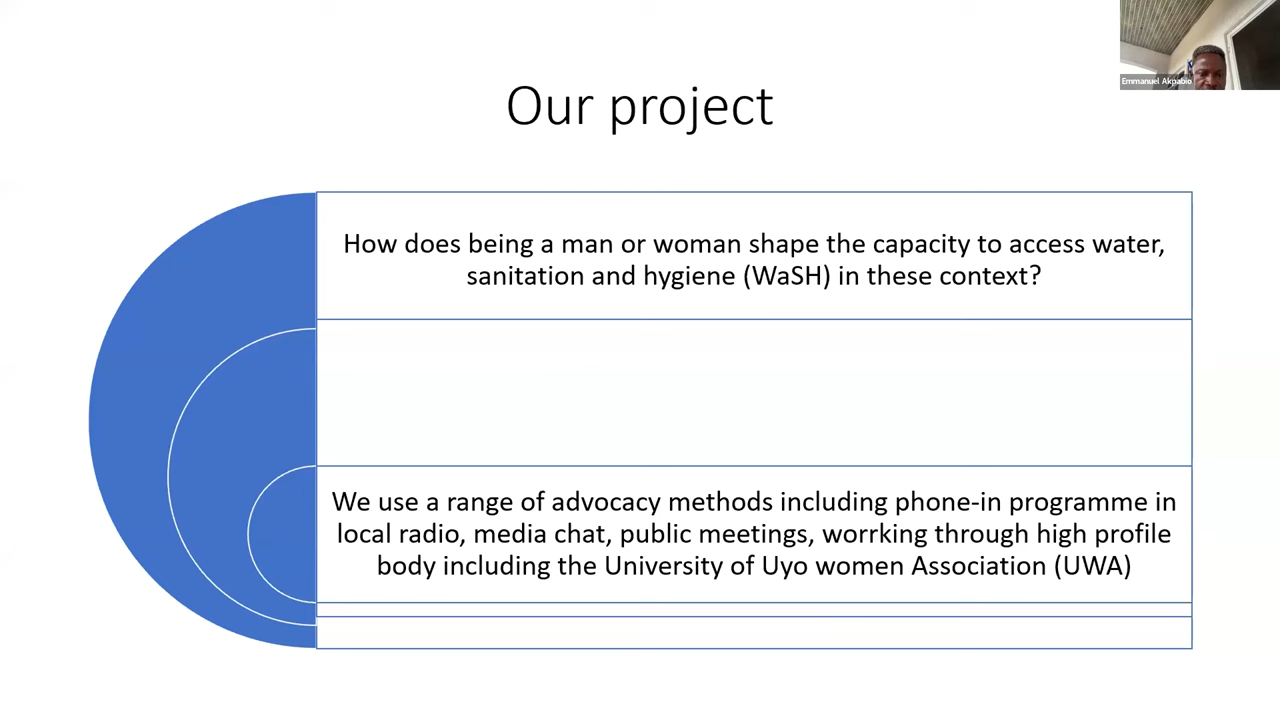 Emmanuel Akpabio
Our project
How does being a man or woman shape the capacity to access water,
sanitation and hygiene (WaSH) in these context?
We use a range of advocacy methods including phone-in programme in
local radio, media chat, public meetings, worrking through high profile
body including the University of Uyo women Association (UWA)